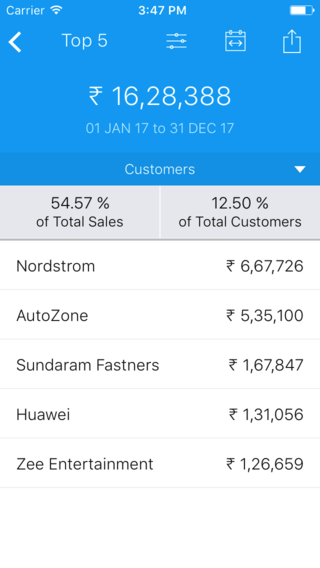 Carrier 3:47 PM
Top 5
₹ 16,28,388
01 JAN 17 to 31 DEC 17
Customers
54.57 % 12.50 %
of Total Sales of Total Customers
Nordstrom ₹ 6,67,726
AutoZone ₹ 5,35,100
Sundaram Fastners ₹ 1,67,847
Huawei ₹ 1,31,056
Zee Entertainment ₹ 1,26,659